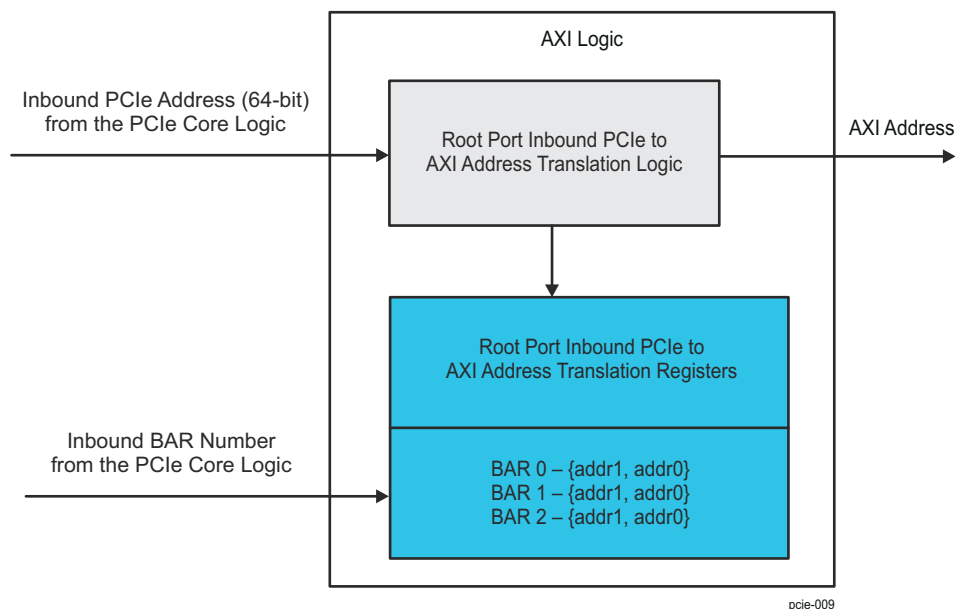 AXI Logic
Inbound PCIe Address (64-bit)
from the PCIe Core Logic
Root Port Inbound PCIe to
AXI Address Translation Logic
AXI Address
Root Port Inbound PCIe to
AXI Address Translation Registers
Inbound BAR Number
from the PCIe Core Logic
BAR 0 – {addr1, addr0}
BAR 1 – {addr1, addr0}
BAR 2 – {addr1, addr0}
pcie-009